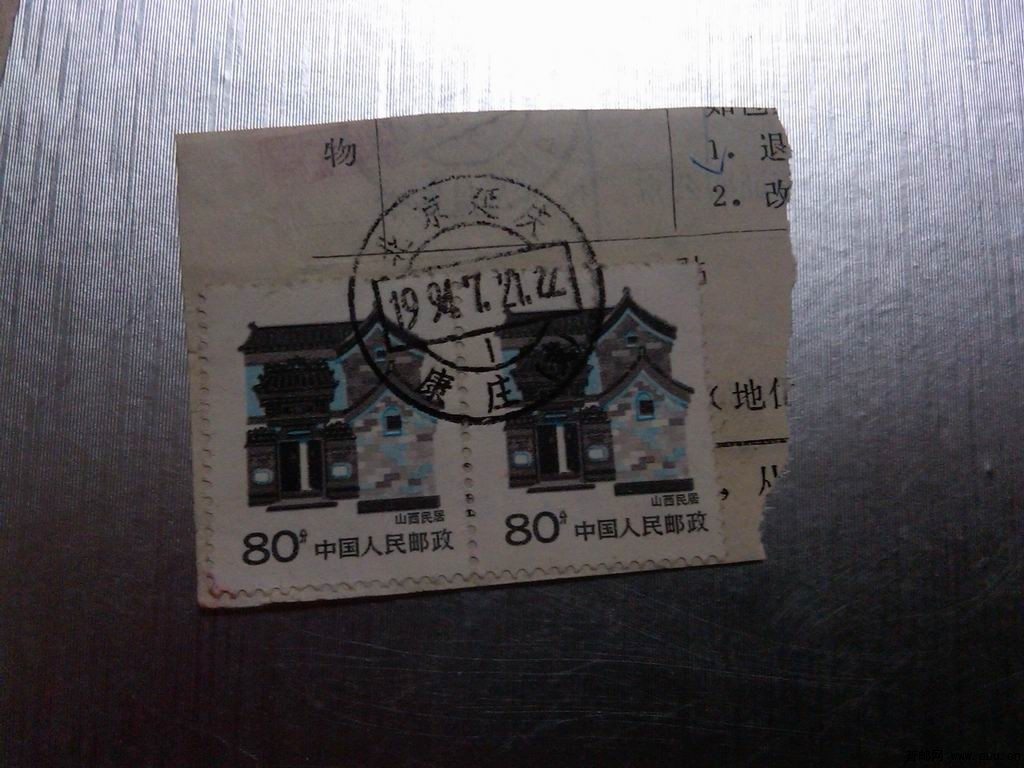 物
1. 退
2. 改
北京延庆
1994.7.21.22
1
康庄
(地
, 从
山西民居
80分 中国人民邮政
山西民居
80分 中国人民邮政